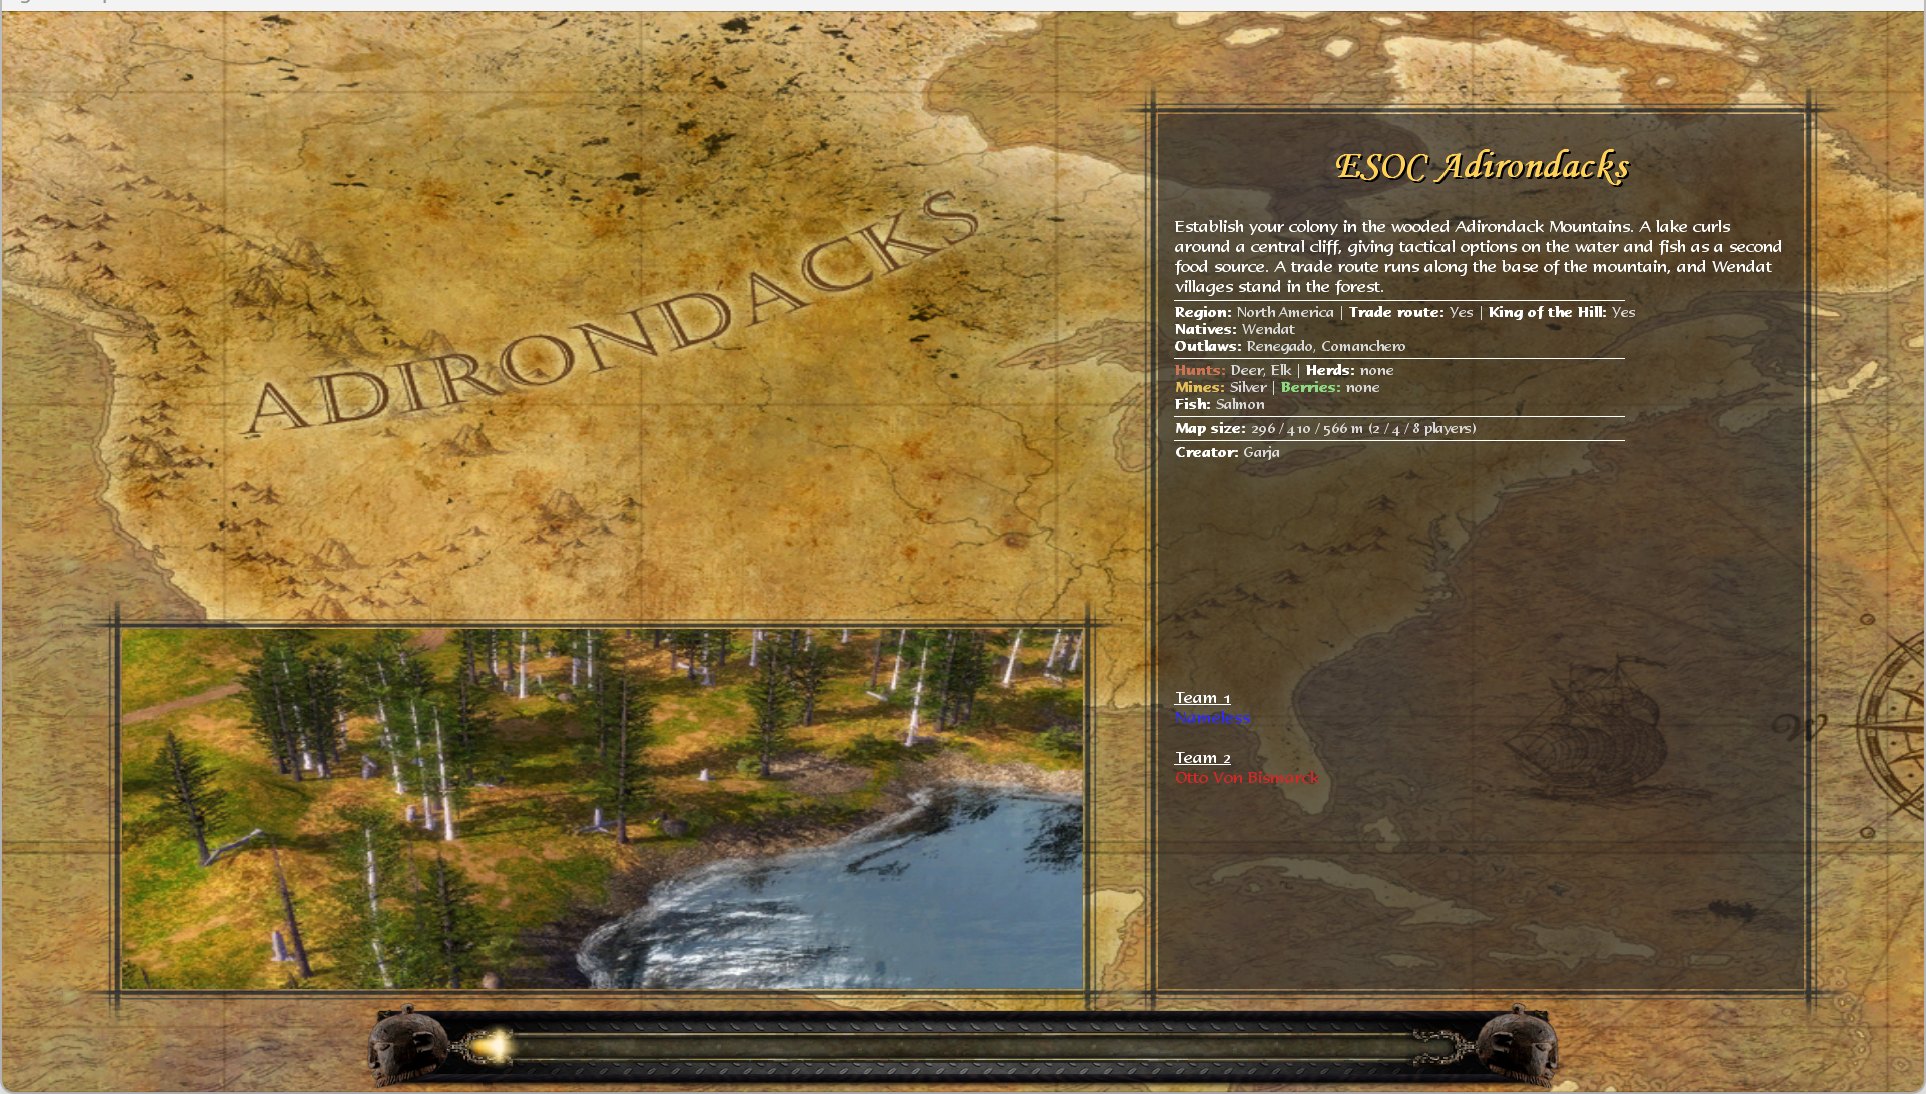 ADIRONDACKS
ESOC Adirondacks
Establish your colony in the wooded Adirondack Mountains. A lake curls
around a central cliff, giving tactical options on the water and fish as a second
food source. A trade route runs along the base of the mountain, and Wendat
villages stand in the forest.
Region: North America | Trade route: Yes | King of the Hill: Yes
Natives: Wendat
Outlaws: Renegado, Comanchero
Hunts: Deer, Elk | Herds: none
Mines: Silver | Berries: none
Fish: Salmon
Map size: 296 / 410 / 566 m (2 / 4 / 8 players)
Creator: Garja
Team 1
Nameless
Team 2
Otto Von Bismarck
W